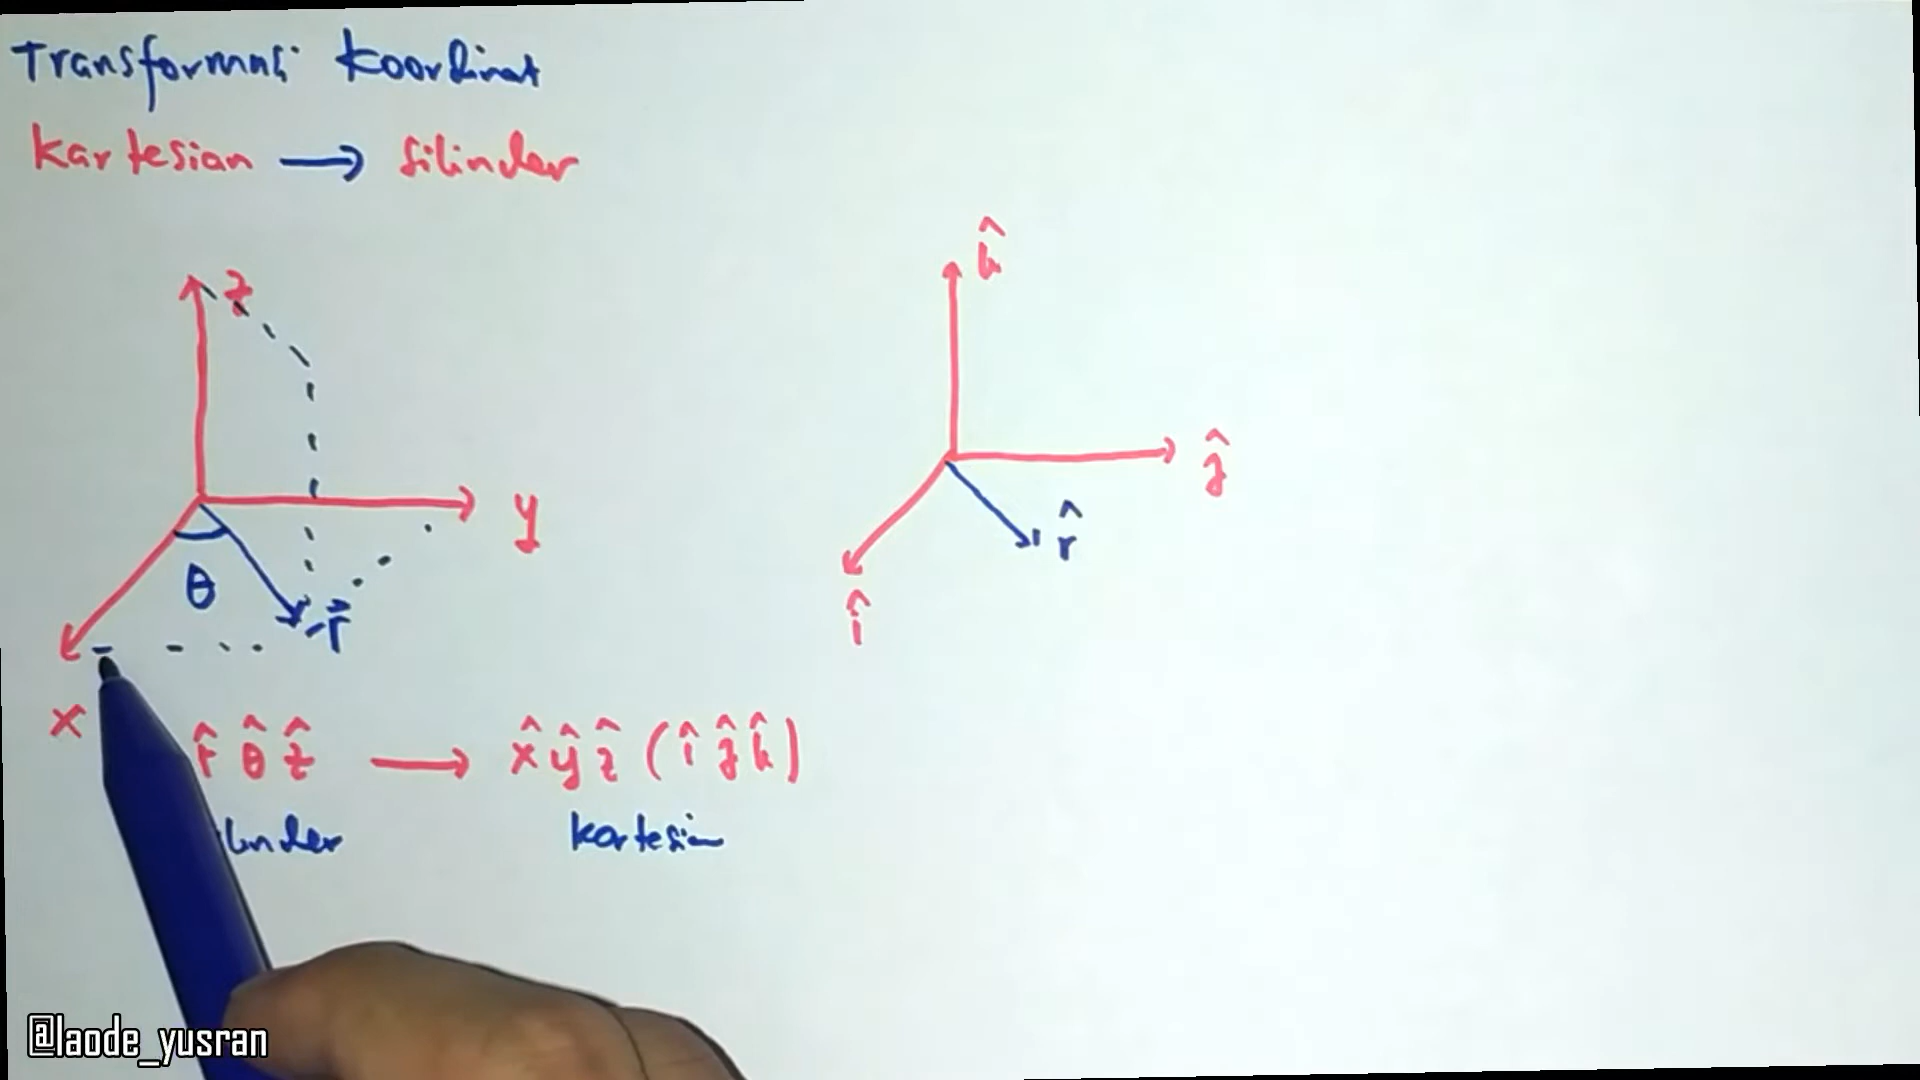 Transformasi Koordinat
Kartesian → Silinder
z
y
θ
r⃗
x
r̂ θ̂ ẑ → x̂ ŷ ẑ (î ĵ k̂)
kartesian
k̂
ĵ
r̂
î
@laode_yusran